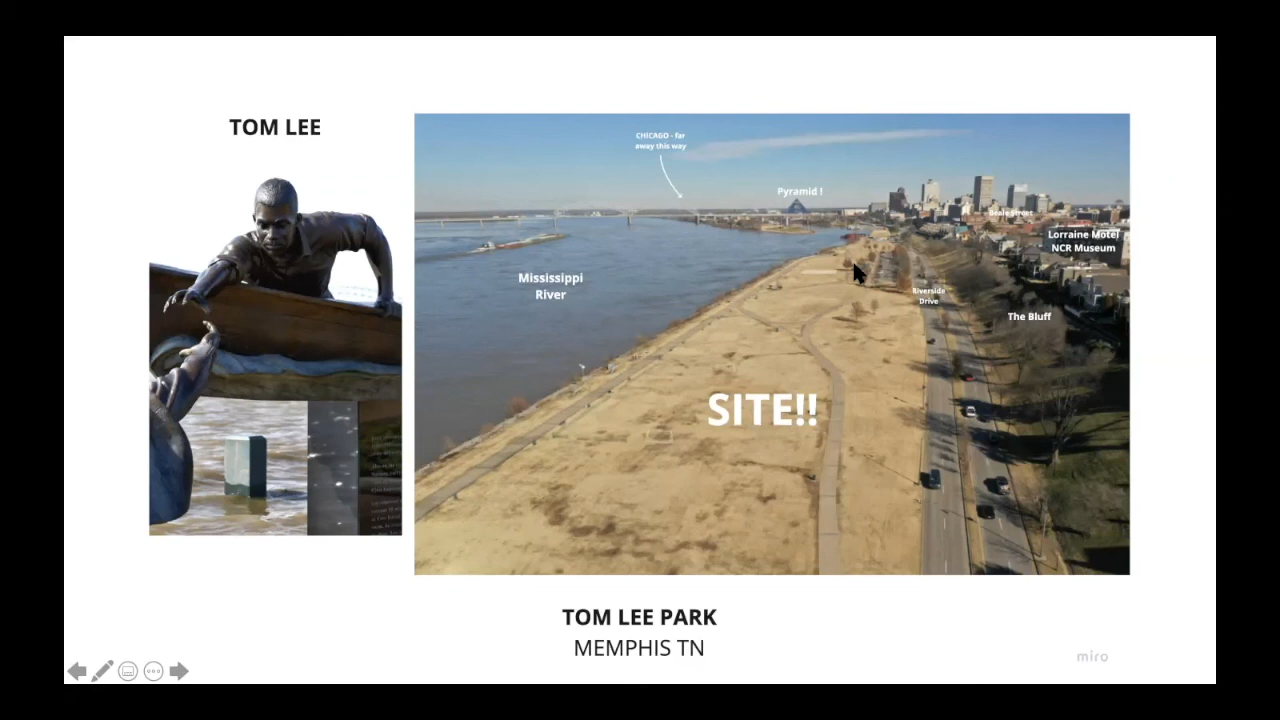 TOM LEE
CHICAGO - far
away this way
Pyramid !
Beale Street
Lorraine Motel
NCR Museum
Mississippi
River
Riverside
Drive
The Bluff
SITE!!
TOM LEE PARK
MEMPHIS TN
miro